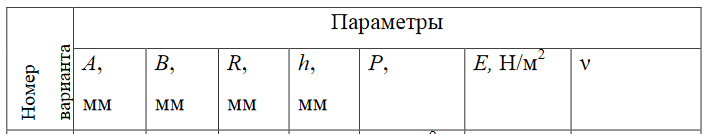 Номер
варианта
Параметры
A,
мм
B,
мм
R,
мм
h,
мм
P,
E, Н/м²
ν